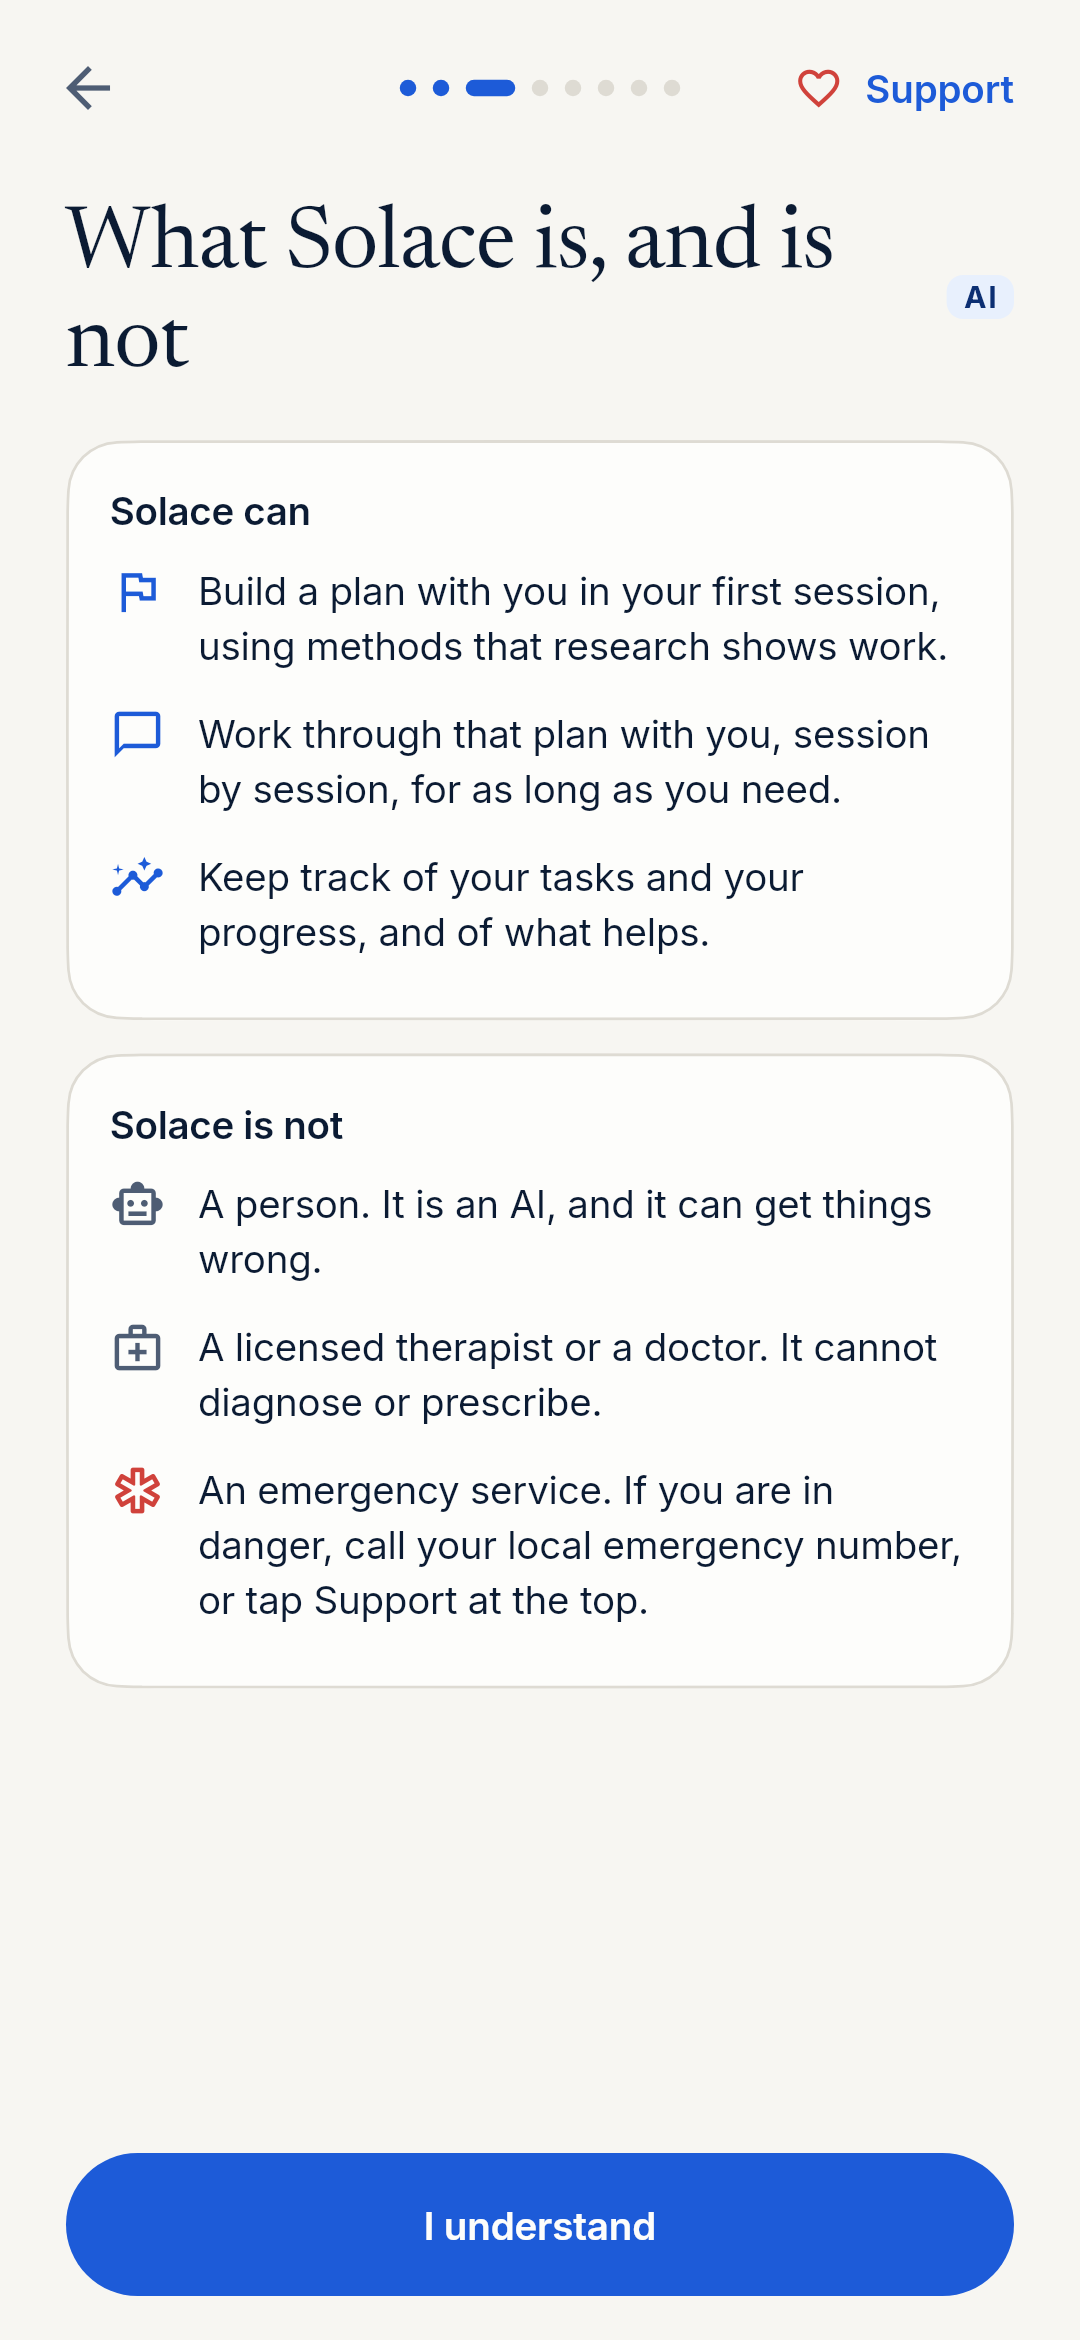 Support
What Solace is, and is
not
AI
Solace can
Build a plan with you in your first session,
using methods that research shows work.
Work through that plan with you, session
by session, for as long as you need.
Keep track of your tasks and your
progress, and of what helps.
Solace is not
A person. It is an AI, and it can get things
wrong.
A licensed therapist or a doctor. It cannot
diagnose or prescribe.
An emergency service. If you are in
danger, call your local emergency number,
or tap Support at the top.
I understand